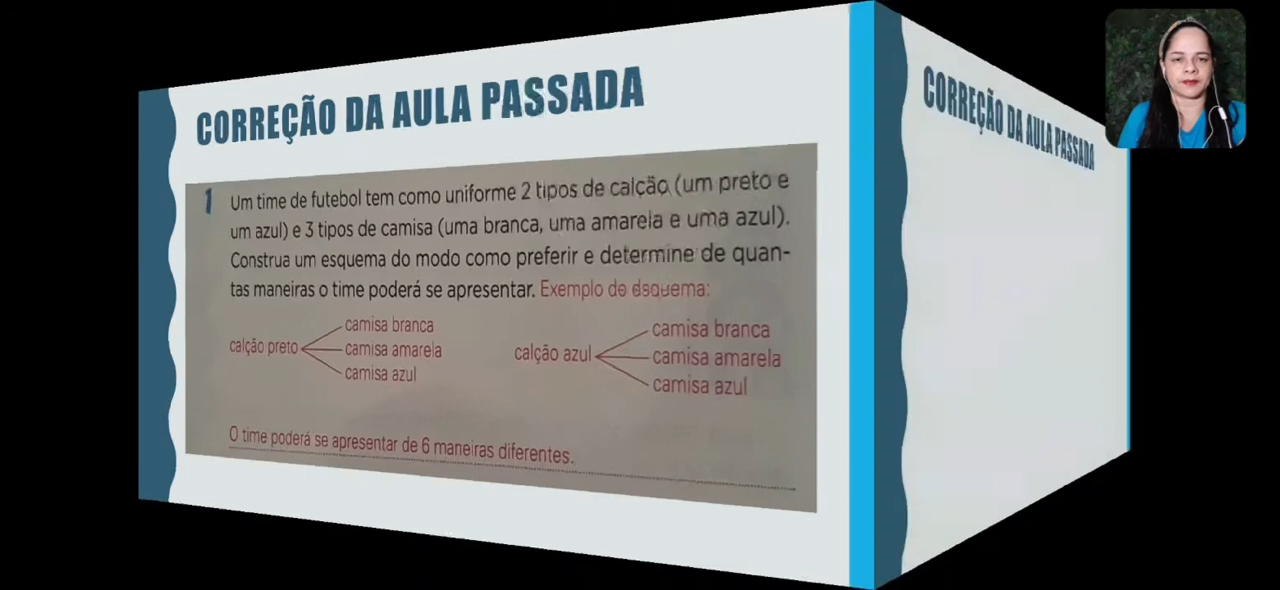 CORREÇÃO DA AULA PASSADA
1 Um time de futebol tem como uniforme 2 tipos de calção (um preto e
um azul) e 3 tipos de camisa (uma branca, uma amarela e uma azul).
Construa um esquema do modo como preferir e determine de quan-
tas maneiras o time poderá se apresentar. Exemplo de esquema:
calção preto
camisa branca
camisa amarela
camisa azul
calção azul
camisa branca
camisa amarela
camisa azul
O time poderá se apresentar de 6 maneiras diferentes.
CORREÇÃO DA AULA PASSADA